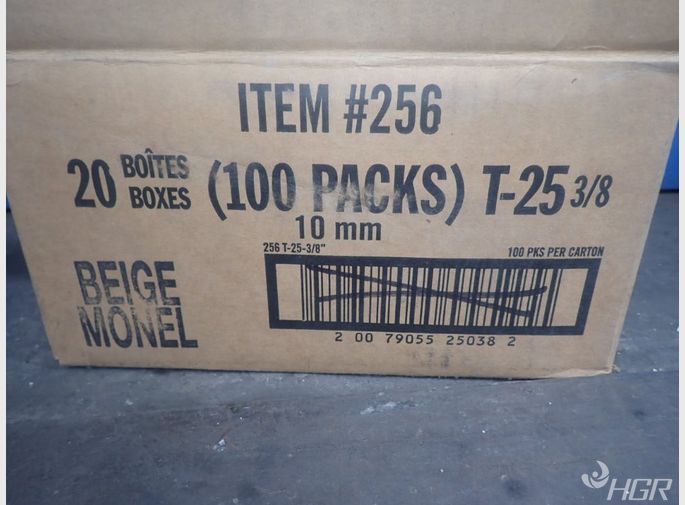 ITEM #256
20 BOÎTES BOXES (100 PACKS) T-25 3/8
10 mm
256 T-25-3/8" 100 PKS PER CARTON
BEIGE
MONEL
2 00 79055 25038 2
HGR